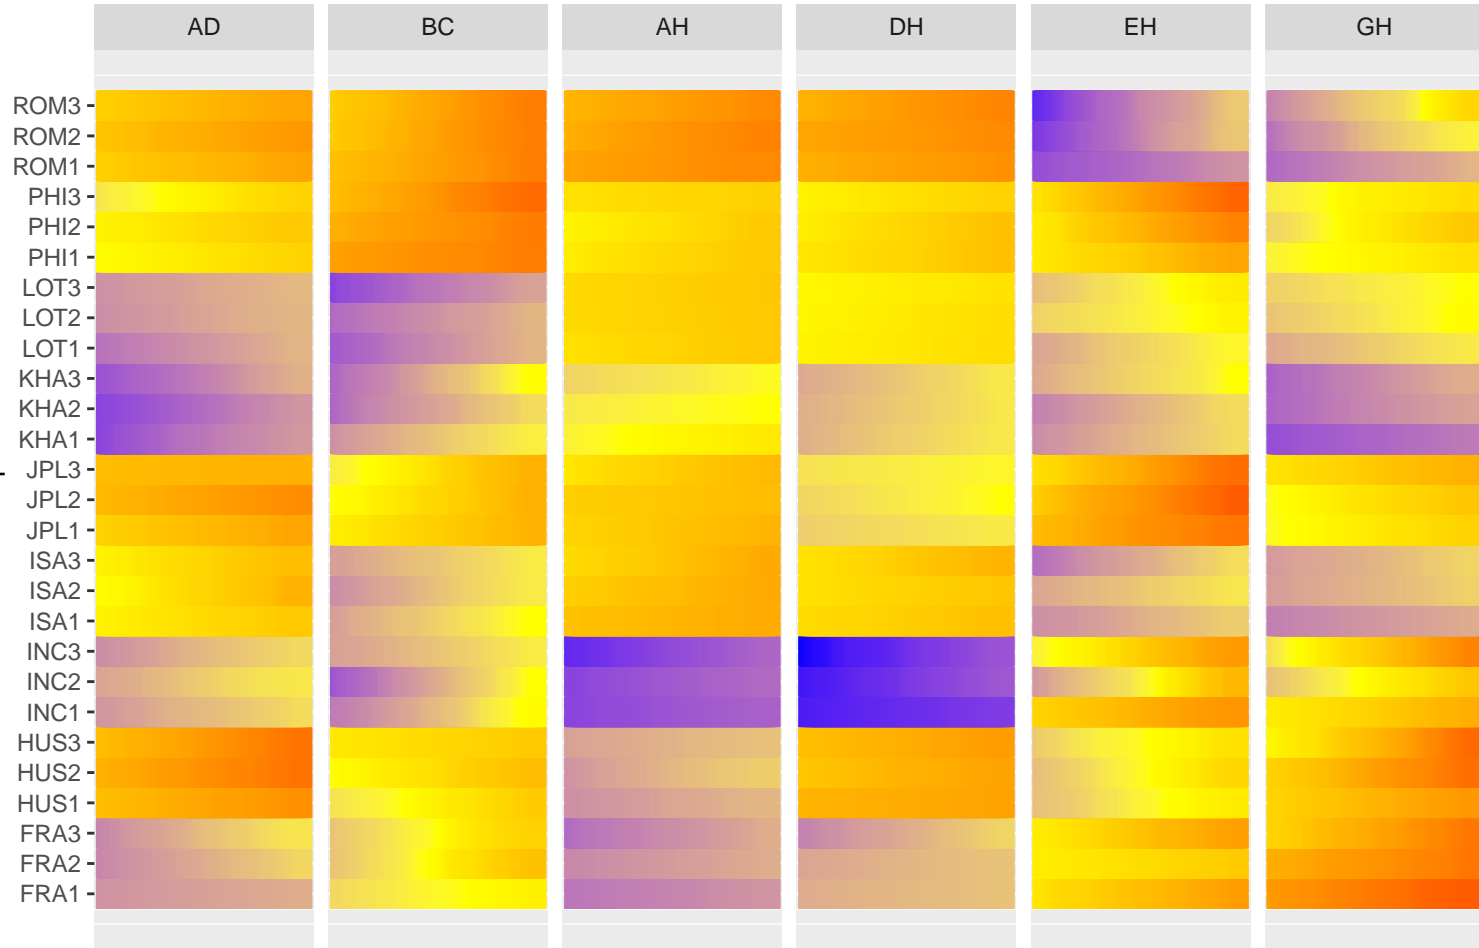 AD BC AH DH EH GH
ROM3
ROM2
ROM1
PHI3
PHI2
PHI1
LOT3
LOT2
LOT1
KHA3
KHA2
KHA1
JPL3
JPL2
JPL1
ISA3
ISA2
ISA1
INC3
INC2
INC1
HUS3
HUS2
HUS1
FRA3
FRA2
FRA1